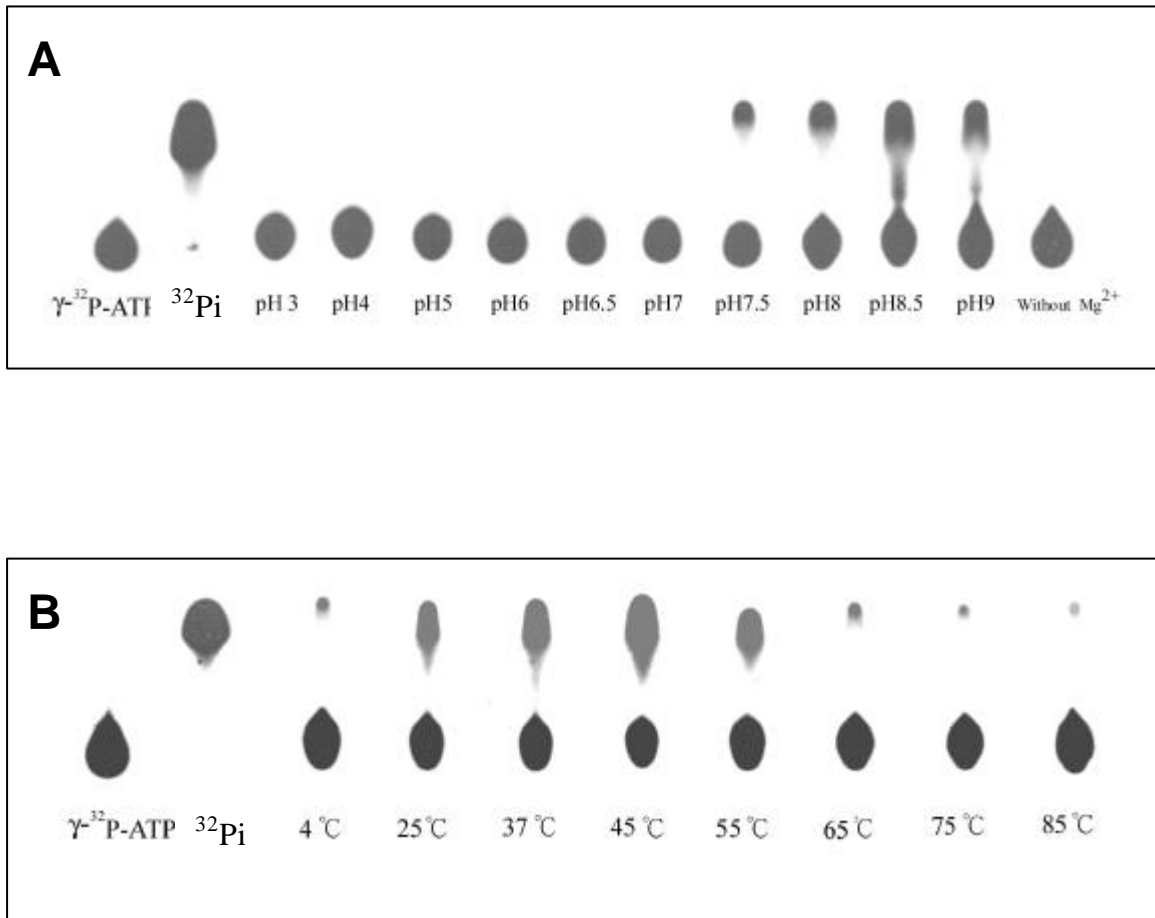 A
γ-³²P-ATP ³²Pi pH 3 pH4 pH5 pH6 pH6.5 pH7 pH7.5 pH8 pH8.5 pH9 Without Mg²⁺
B
γ-³²P-ATP ³²Pi 4 ℃ 25℃ 37 ℃ 45℃ 55 ℃ 65℃ 75 ℃ 85℃